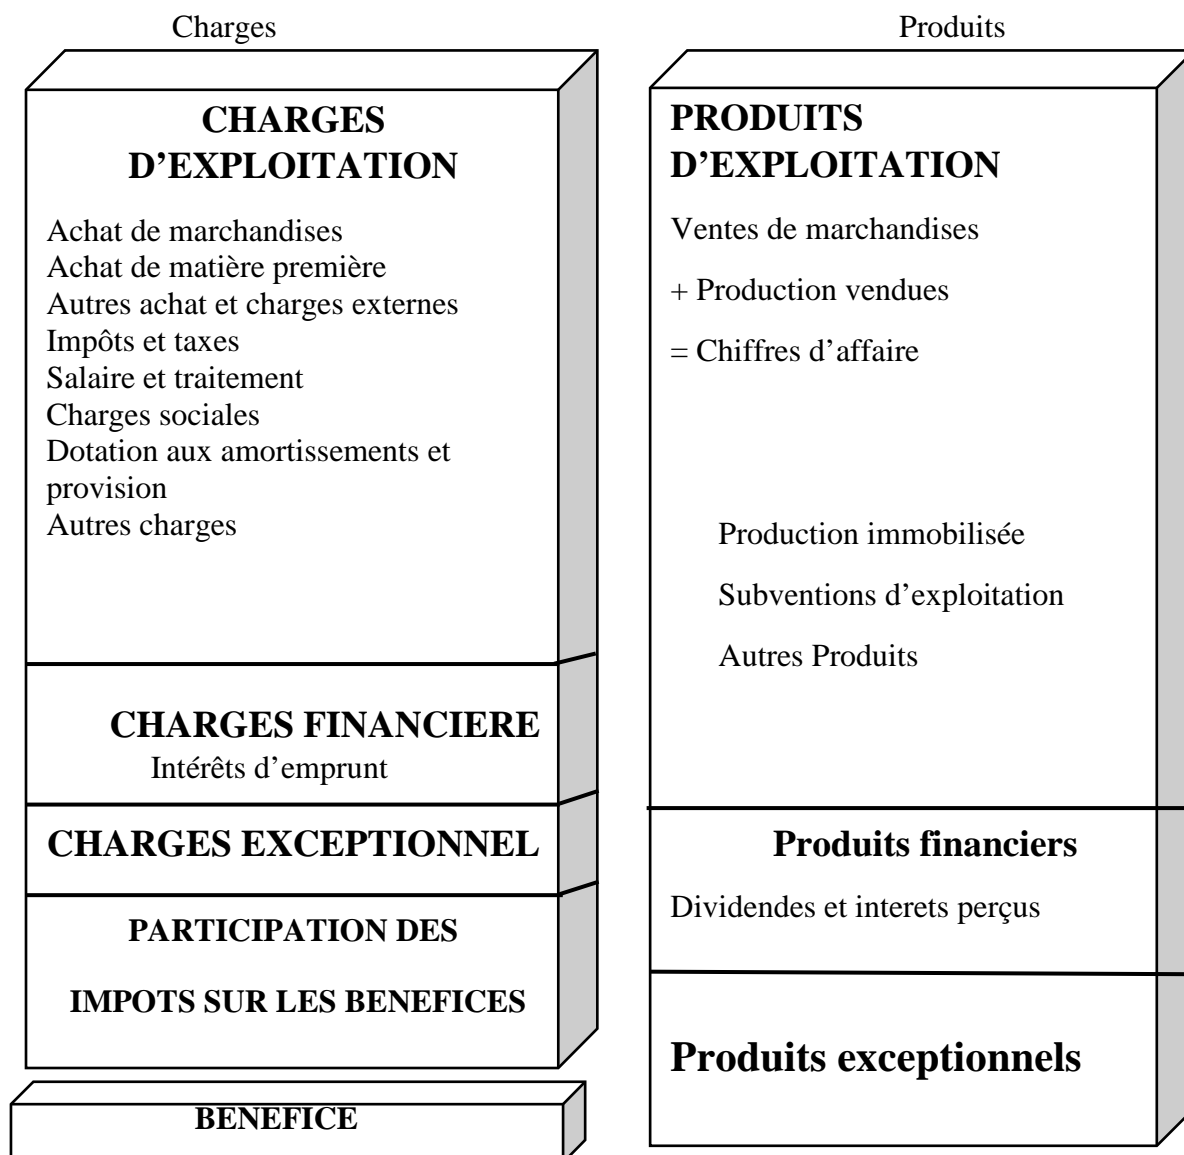 Charges
CHARGES
D’EXPLOITATION
Achat de marchandises
Achat de matière première
Autres achat et charges externes
Impôts et taxes
Salaire et traitement
Charges sociales
Dotation aux amortissements et
provision
Autres charges
CHARGES FINANCIERE
Intérêts d’emprunt
CHARGES EXCEPTIONNEL
PARTICIPATION DES
IMPOTS SUR LES BENEFICES
BENEFICE
Produits
PRODUITS
D’EXPLOITATION
Ventes de marchandises
+ Production vendues
= Chiffres d’affaire
Production immobilisée
Subventions d’exploitation
Autres Produits
Produits financiers
Dividendes et interets perçus
Produits exceptionnels